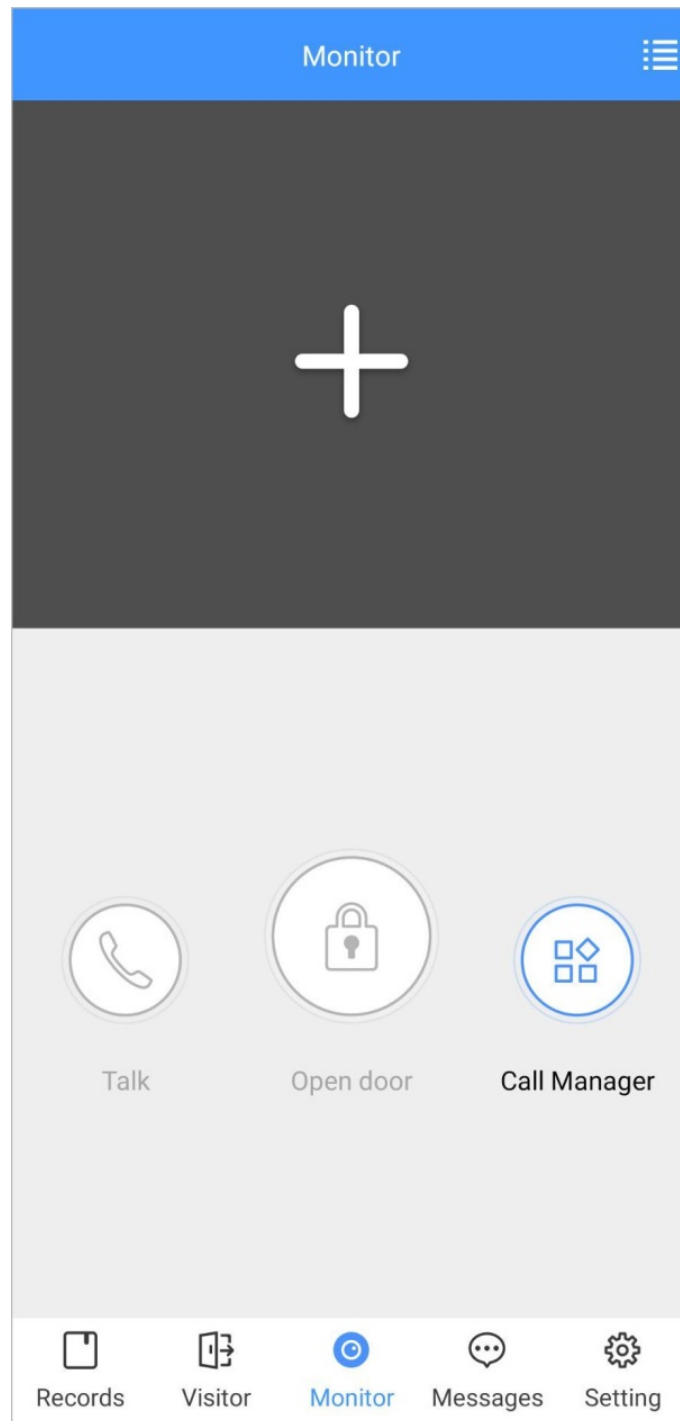 Monitor
Talk
Open door
Call Manager
Records
Visitor
Monitor
Messages
Setting